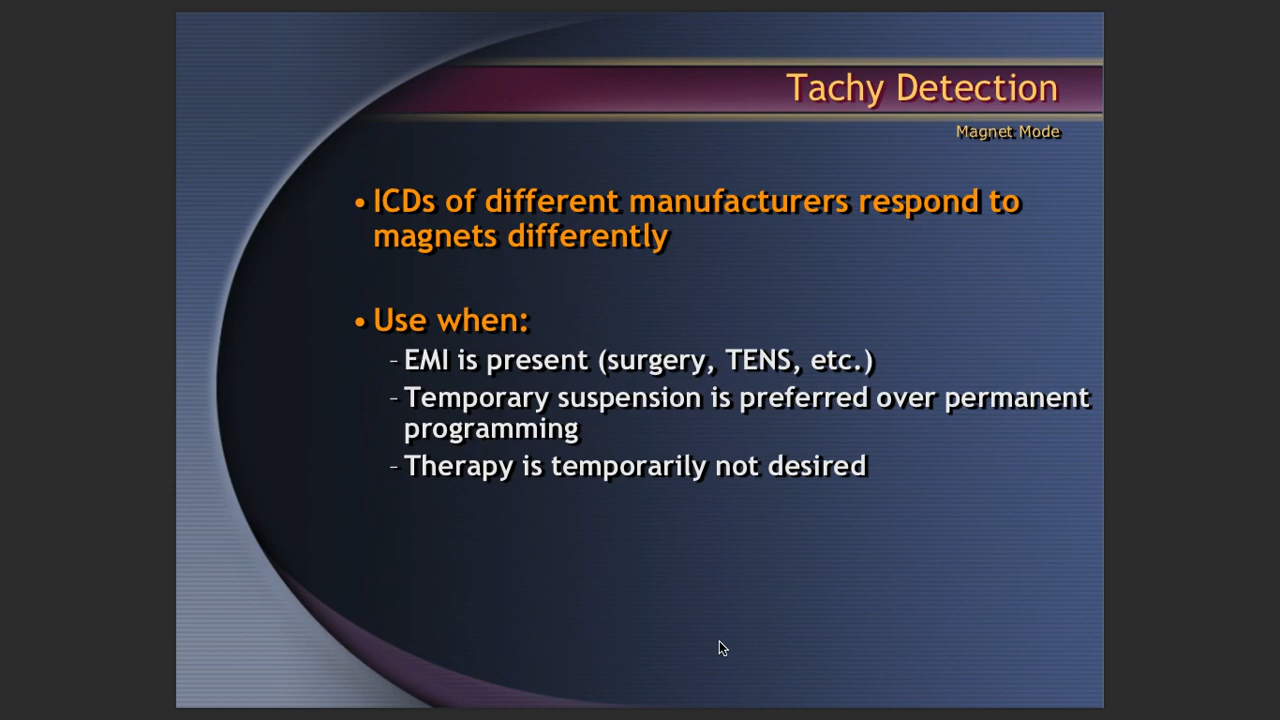 Tachy Detection
Magnet Mode
• ICDs of different manufacturers respond to
magnets differently
• Use when:
- EMI is present (surgery, TENS, etc.)
- Temporary suspension is preferred over permanent
programming
- Therapy is temporarily not desired